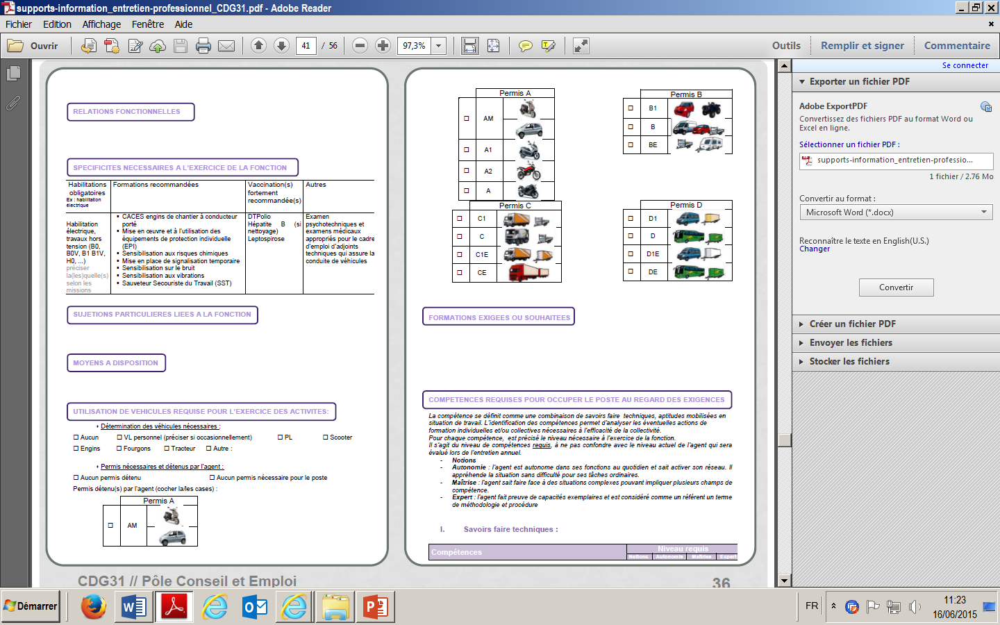 supports-information_entretien-professionnel_CDG31.pdf - Adobe Reader
Fichier Edition Affichage Fenêtre Aide
Ouvrir
41 / 56
97,3%
Outils Remplir et signer Commentaire
RELATIONS FONCTIONNELLES
SPECIFICITES NECESSAIRES A L'EXERCICE DE LA FONCTION
Habilitations obligatoires
Ex : habilitation électrique
Formations recommandées
Vaccination(s) fortement recommandée(s)
Autres
Habilitation
électrique,
travaux hors
tension (B0,
B0V, B1 B1V,
H0, ...)
préciser
la(les)quelle(s)
selon les
missions
▪ CACES engins de chantier à conducteur
porté
▪ Mise en œuvre et à l'utilisation des
équipements de protection individuelle
(EPI)
▪ Sensibilisation aux risques chimiques
▪ Mise en place de signalisation temporaire
▪ Sensibilisation sur le bruit
▪ Sensibilisation aux vibrations
▪ Sauveteur Secouriste du Travail (SST)
DTPolio
Hépatite B (si
nettoyage)
Leptospirose
Examen
psychotechniques et
examens médicaux
appropriés pour le cadre
d'emploi d'adjoints
techniques qui assure la
conduite de véhicules
SUJETIONS PARTICULIERES LIEES A LA FONCTION
MOYENS A DISPOSITION
UTILISATION DE VEHICULES REQUISE POUR L'EXERCICE DES ACTIVITES:
Détermination des véhicules nécessaires :
☐ Aucun ☐ VL personnel (préciser si occasionnellement) ☐ PL ☐ Scooter
☐ Engins ☐ Fourgons ☐ Tracteur ☐ Autre :
Permis nécessaires et détenus par l'agent :
☐ Aucun permis détenu ☐ Aucun permis nécessaire pour le poste
Permis détenu(s) par l'agent (cocher la/les cases) :
Permis A
☐ AM
Permis A
☐ AM
☐ A1
☐ A2
☐ A
Permis B
☐ B1
☐ B
☐ BE
Permis C
☐ C1
☐ C
☐ C1E
☐ CE
Permis D
☐ D1
☐ D
☐ D1E
☐ DE
FORMATIONS EXIGEES OU SOUHAITEES
COMPETENCES REQUISES POUR OCCUPER LE POSTE AU REGARD DES EXIGENCES
La compétence se définit comme une combinaison de savoirs faire techniques, aptitudes mobilisées en
situation de travail. L'identification des compétences permet d'analyser les éventuelles actions de
formation individuelles et/ou collectives nécessaires à l'efficacité de la collectivité.
Pour chaque compétence, est précisé le niveau nécessaire à l'exercice de la fonction.
Il s'agit du niveau de compétences requis, à ne pas confondre avec le niveau actuel de l'agent qui sera
évalué lors de l'entretien annuel.
- Notions
- Autonomie : l'agent est autonome dans ses fonctions au quotidien et sait activer son réseau. Il
appréhende la situation sans difficulté pour ses tâches ordinaires.
- Maîtrise : l'agent sait faire face à des situations complexes pouvant impliquer plusieurs champs de
compétence.
- Expert : l'agent fait preuve de capacités exemplaires et est considéré comme un référent un terme
de méthodologie et procédure
I. Savoirs faire techniques :
Compétences
Niveau requis
Notions Autonomie Maîtrise Expert
CDG31 // Pôle Conseil et Emploi
36
Se connecter
Exporter un fichier PDF
Adobe ExportPDF
Convertissez des fichiers PDF au format Word ou
Excel en ligne.
Sélectionner un fichier PDF :
supports-information_entretien-professio...
1 fichier / 2.76 Mo
Convertir au format :
Microsoft Word (*.docx)
Reconnaître le texte en English(U.S.)
Changer
Convertir
Créer un fichier PDF
Envoyer les fichiers
Stocker les fichiers
Démarrer
FR
11:23
16/06/2015